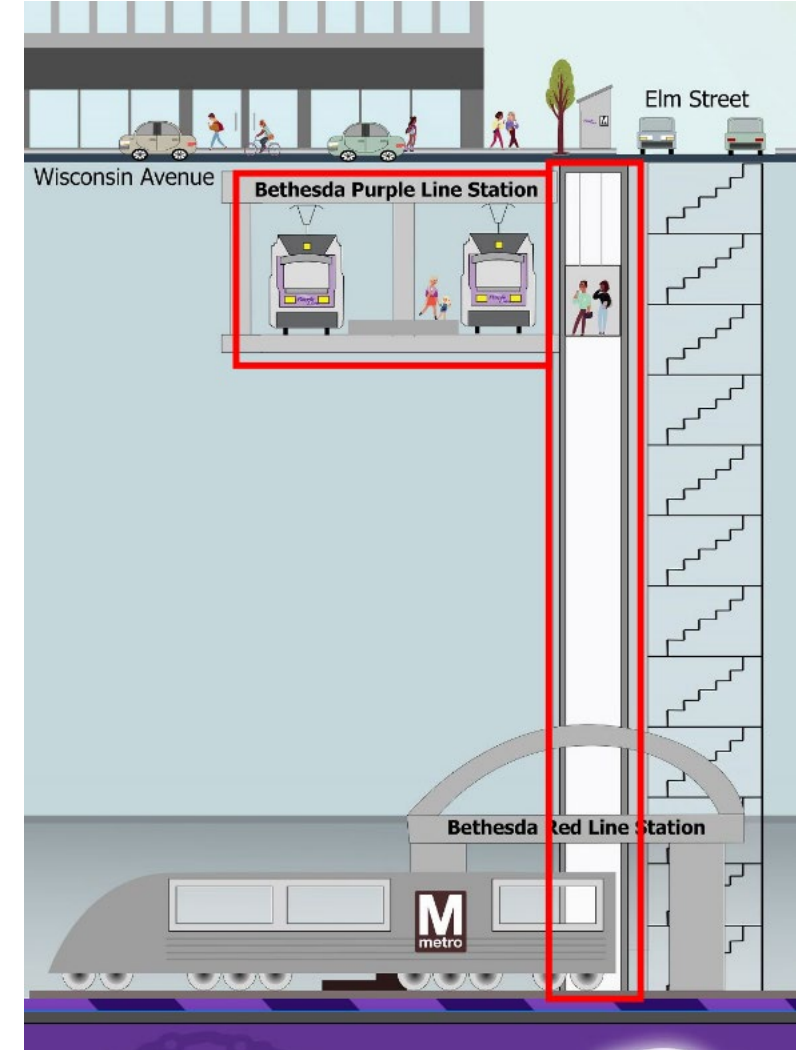 Elm Street
M
Wisconsin Avenue
Bethesda Purple Line Station
Bethesda Red Line Station
M
metro